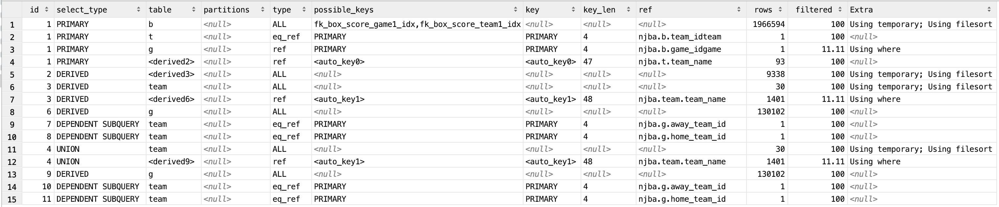 id select_type table partitions type possible_keys key key_len ref rows filtered Extra
1 1 PRIMARY b <null> ALL fk_box_score_game1_idx,fk_box_score_team1_idx <null> <null> <null> 1966594 100 Using temporary; Using filesort
2 1 PRIMARY t <null> eq_ref PRIMARY PRIMARY 4 njba.b.team_idteam 1 100 <null>
3 1 PRIMARY g <null> ref PRIMARY PRIMARY 4 njba.b.game_idgame 1 11.11 Using where
4 1 PRIMARY <derived2> <null> ref <auto_key0> <auto_key0> 47 njba.t.team_name 93 100 <null>
5 2 DERIVED <derived3> <null> ALL <null> <null> <null> <null> 9338 100 Using temporary; Using filesort
6 3 DERIVED team <null> ALL <null> <null> <null> <null> 30 100 Using temporary; Using filesort
7 3 DERIVED <derived6> <null> ref <auto_key1> <auto_key1> 48 njba.team.team_name 1401 11.11 Using where
8 6 DERIVED g <null> ALL <null> <null> <null> <null> 130102 100 <null>
9 7 DEPENDENT SUBQUERY team <null> eq_ref PRIMARY PRIMARY 4 njba.g.away_team_id 1 100 <null>
10 8 DEPENDENT SUBQUERY team <null> eq_ref PRIMARY PRIMARY 4 njba.g.home_team_id 1 100 <null>
11 4 UNION team <null> ALL <null> <null> <null> <null> 30 100 Using temporary; Using filesort
12 4 UNION <derived9> <null> ref <auto_key1> <auto_key1> 48 njba.team.team_name 1401 11.11 Using where
13 9 DERIVED g <null> ALL <null> <null> <null> <null> 130102 100 <null>
14 10 DEPENDENT SUBQUERY team <null> eq_ref PRIMARY PRIMARY 4 njba.g.away_team_id 1 100 <null>
15 11 DEPENDENT SUBQUERY team <null> eq_ref PRIMARY PRIMARY 4 njba.g.home_team_id 1 100 <null>